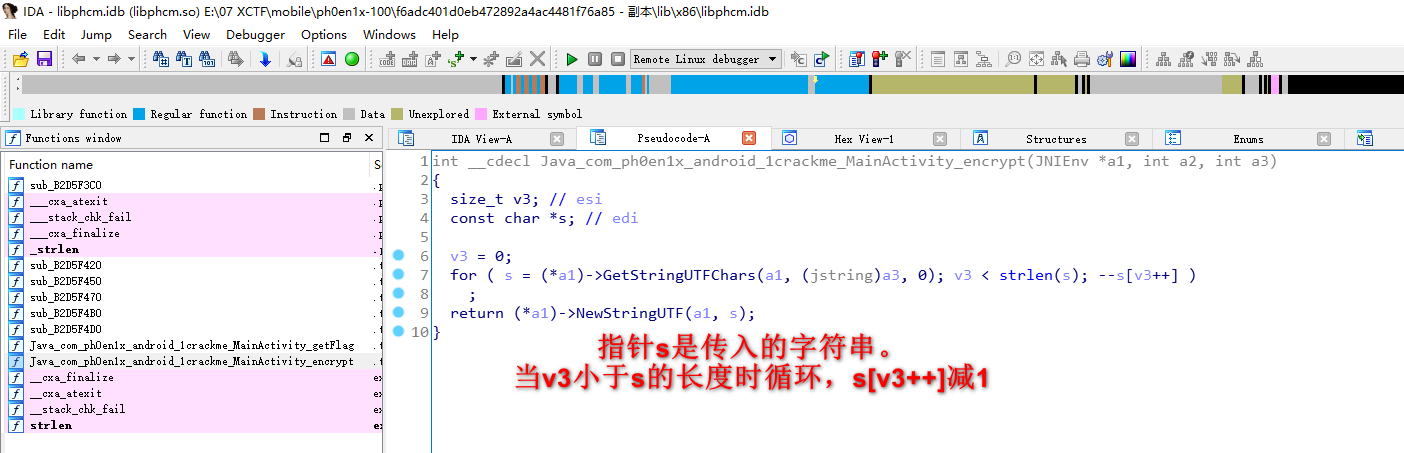 IDA - libphcm.idb (libphcm.so) E:\07 XCTF\mobile\ph0en1x-100\f6adc401d0eb472892a4ac4481f76a85 - 副本\lib\x86\libphcm.idb
File Edit Jump Search View Debugger Options Windows Help
Remote Linux debugger
Library function Regular function Instruction Data Unexplored External symbol
Functions window
IDA View-A Pseudocode-A Hex View-1 Structures Enums
Function name
sub_B2D5F3C0
___cxa_atexit
___stack_chk_fail
___cxa_finalize
_strlen
sub_B2D5F420
sub_B2D5F450
sub_B2D5F470
sub_B2D5F4B0
sub_B2D5F4D0
Java_com_ph0en1x_android_1crackme_MainActivity_getFlag
Java_com_ph0en1x_android_1crackme_MainActivity_encrypt
__cxa_finalize
__cxa_atexit
__stack_chk_fail
strlen
1 int __cdecl Java_com_ph0en1x_android_1crackme_MainActivity_encrypt(JNIEnv *a1, int a2, int a3)
2 {
3 size_t v3; // esi
4 const char *s; // edi
5
6 v3 = 0;
7 for ( s = (*a1)->GetStringUTFChars(a1, (jstring)a3, 0); v3 < strlen(s); --s[v3++] )
8 ;
9 return (*a1)->NewStringUTF(a1, s);
10 }
指针s是传入的字符串。
当v3小于s的长度时循环，s[v3++]减1